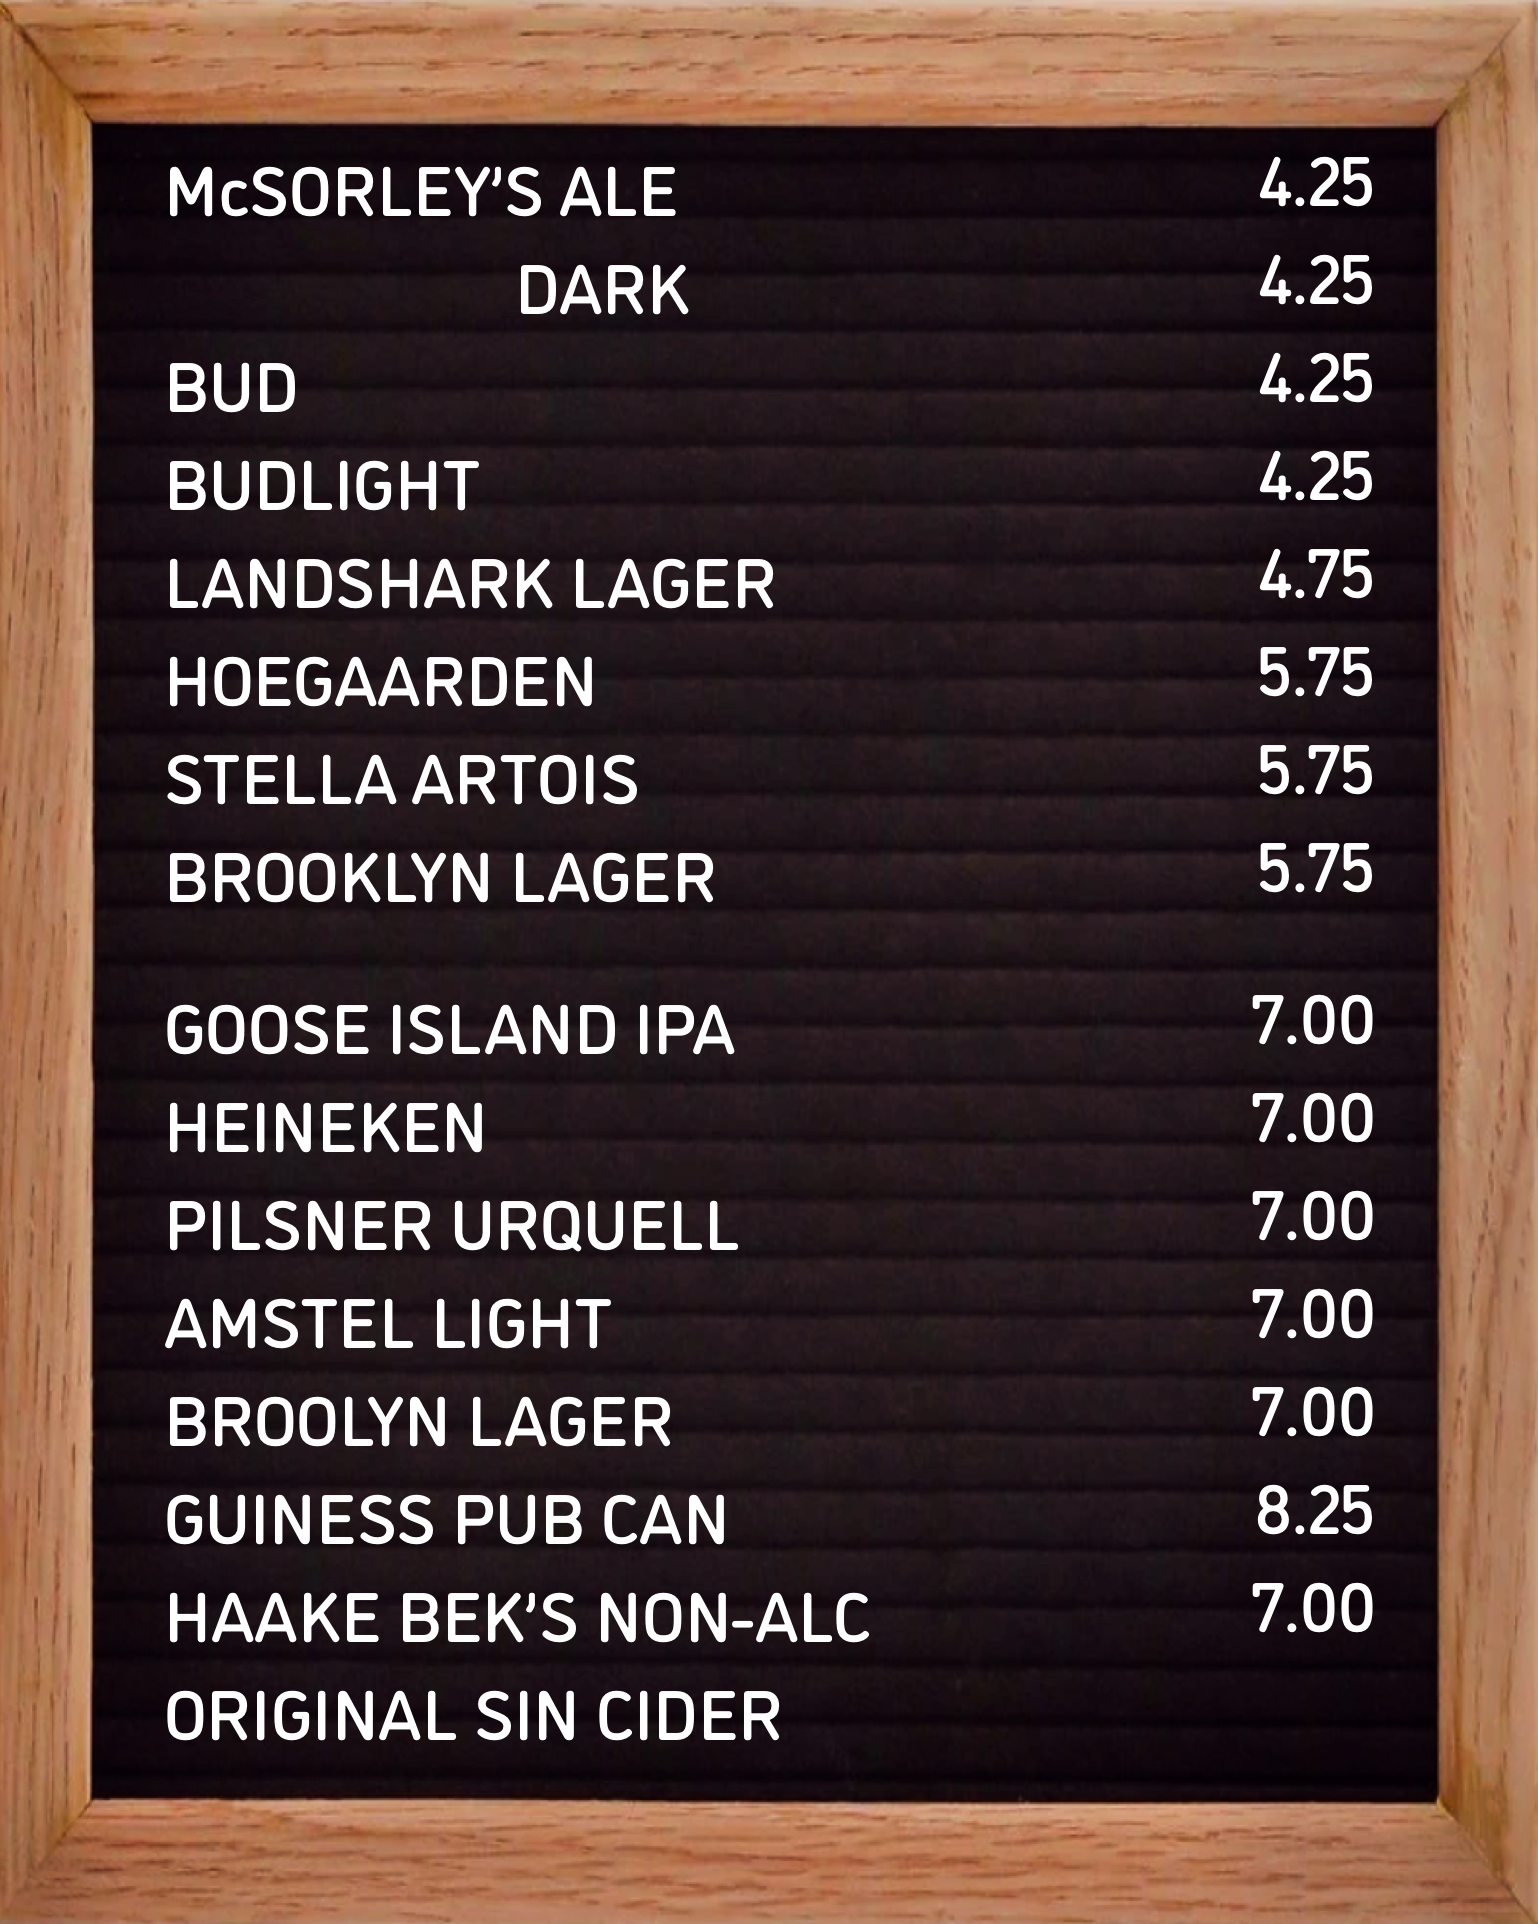 McSORLEY'S ALE 4.25
DARK 4.25
BUD 4.25
BUDLIGHT 4.25
LANDSHARK LAGER 4.75
HOEGAARDEN 5.75
STELLA ARTOIS 5.75
BROOKLYN LAGER 5.75
GOOSE ISLAND IPA 7.00
HEINEKEN 7.00
PILSNER URQUELL 7.00
AMSTEL LIGHT 7.00
BROOLYN LAGER 7.00
GUINESS PUB CAN 8.25
HAAKE BEK'S NON-ALC 7.00
ORIGINAL SIN CIDER